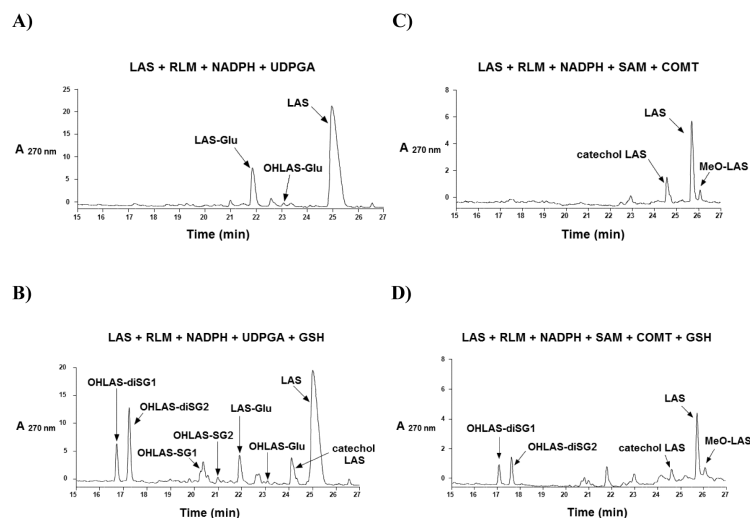 A)
LAS + RLM + NADPH + UDPGA
A 270 nm
25
20
15
10
5
0
LAS-Glu
OHLAS-Glu
LAS
15 16 17 18 19 20 21 22 23 24 25 26 27
Time (min)
C)
LAS + RLM + NADPH + SAM + COMT
A 270 nm
8
6
4
2
0
LAS
catechol LAS
MeO-LAS
15 16 17 18 19 20 21 22 23 24 25 26 27
Time (min)
B)
LAS + RLM + NADPH + UDPGA + GSH
A 270 nm
20
15
10
5
0
OHLAS-diSG1
OHLAS-diSG2
OHLAS-SG1
OHLAS-SG2
LAS-Glu
OHLAS-Glu
LAS
catechol
LAS
15 16 17 18 19 20 21 22 23 24 25 26 27
Time (min)
D)
LAS + RLM + NADPH + SAM + COMT + GSH
A 270 nm
8
6
4
2
0
OHLAS-diSG1
OHLAS-diSG2
LAS
catechol LAS
MeO-LAS
15 16 17 18 19 20 21 22 23 24 25 26 27
Time (min)